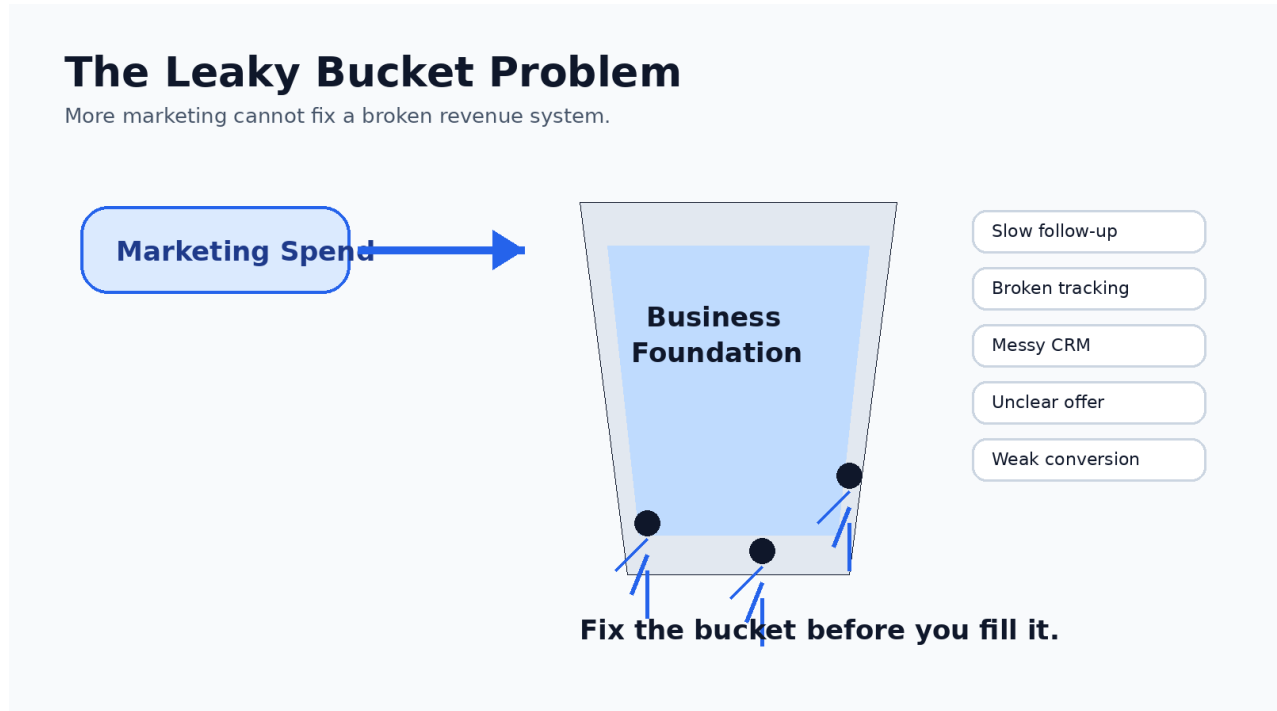 The Leaky Bucket Problem
More marketing cannot fix a broken revenue system.
Marketing Spend
Business
Foundation
Slow follow-up
Broken tracking
Messy CRM
Unclear offer
Weak conversion
Fix the bucket before you fill it.